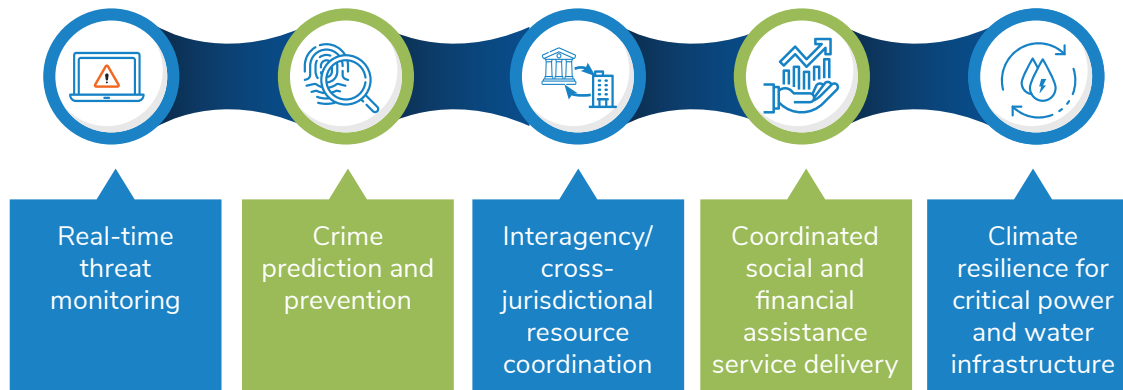 Real-time
threat
monitoring
Crime
prediction and
prevention
Interagency/
cross-
jurisdictional
resource
coordination
Coordinated
social and
financial
assistance
service delivery
Climate
resilience for
critical power
and water
infrastructure